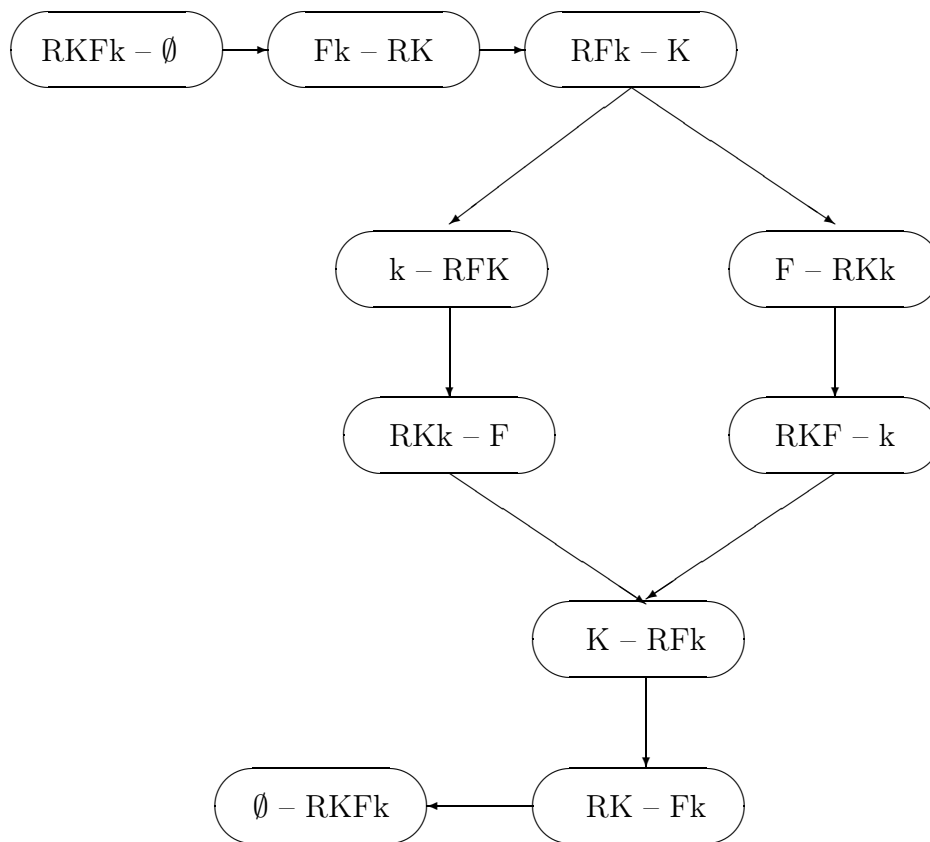 RKFk – ∅
Fk – RK
RFk – K
k – RFK
F – RKk
RKk – F
RKF – k
K – RFk
∅ – RKFk
RK – Fk